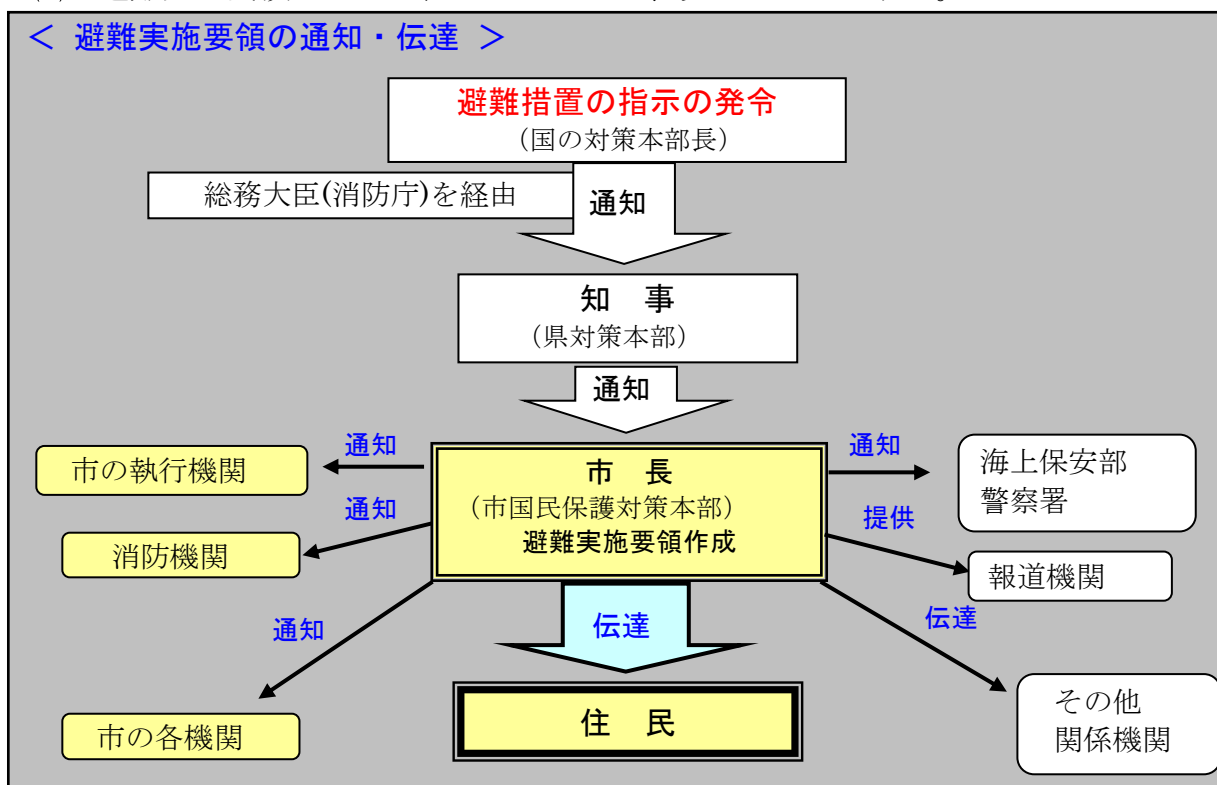 ＜ 避難実施要領の通知・伝達 ＞
避難措置の指示の発令
（国の対策本部長）
総務大臣(消防庁)を経由
通知
知　事
（県対策本部）
通知
市の執行機関
通知
市　長
（市国民保護対策本部）
避難実施要領作成
通知
海上保安部
警察署
消防機関
通知
提供
報道機関
通知
伝達
伝達
市の各機関
住　民
その他
関係機関